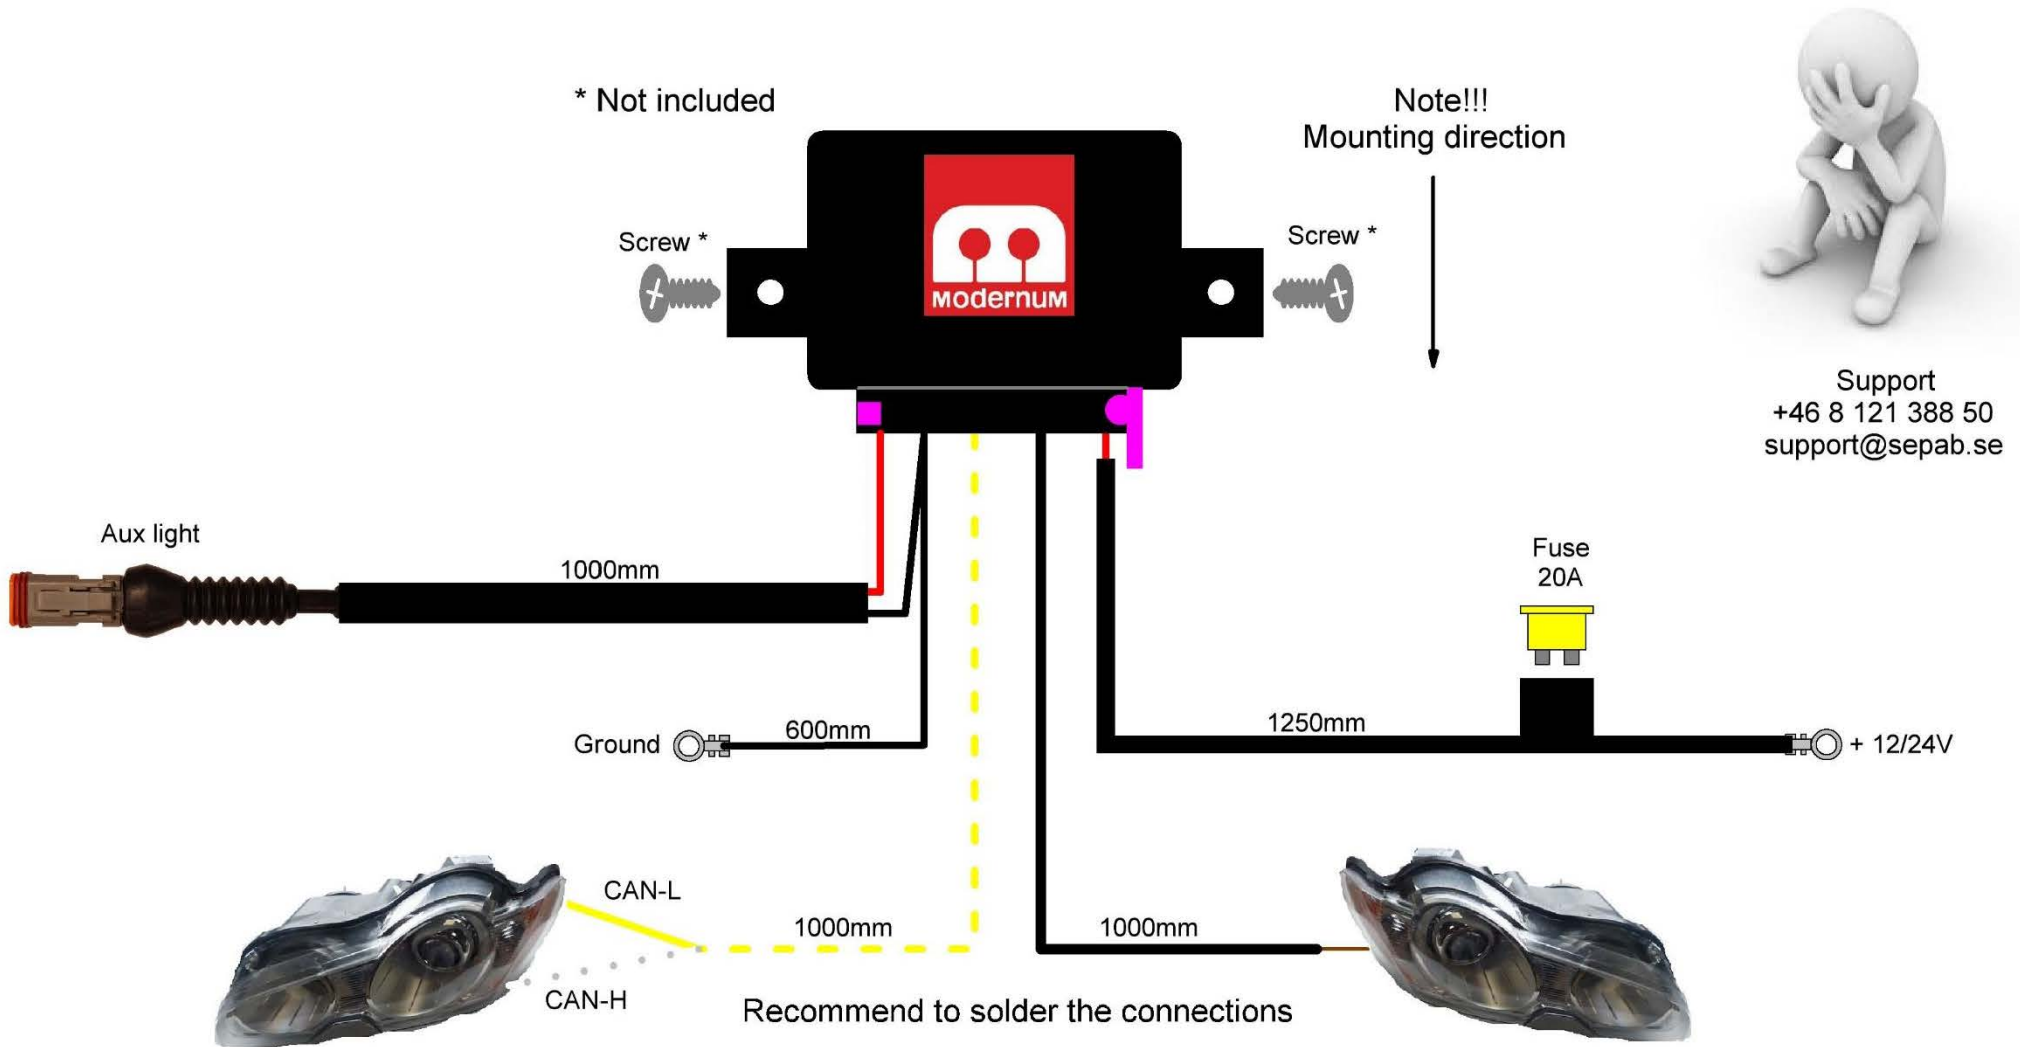 * Not included
Note!!!
Mounting direction
Screw *
Screw *
Modernum
Support
+46 8 121 388 50
support@sepab.se
Aux light
1000mm
Fuse
20A
Ground
600mm
1250mm
+ 12/24V
CAN-L
1000mm
1000mm
CAN-H
Recommend to solder the connections